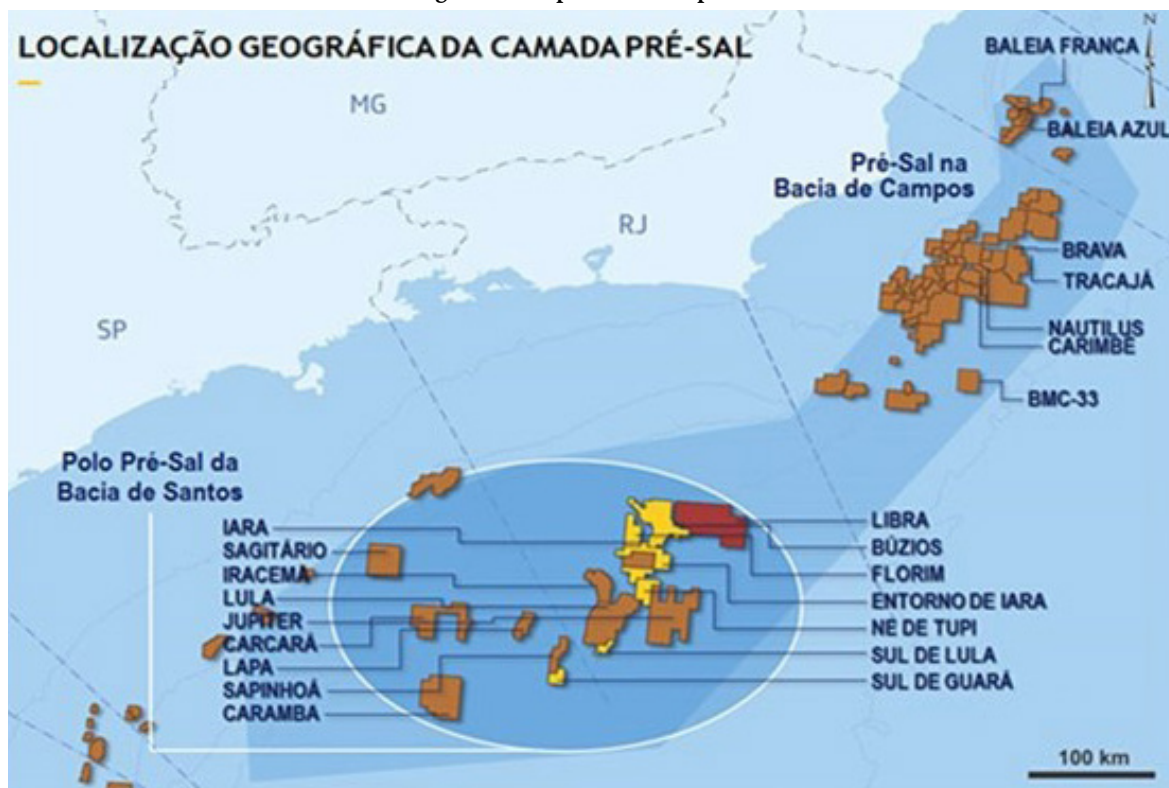 LOCALIZAÇÃO GEOGRÁFICA DA CAMADA PRÉ-SAL
N
BALEIA FRANCA
MG
BALEIA AZUL
Pré-Sal na
Bacia de Campos
RJ
BRAVA
TRACAJÁ
SP
NAUTILUS
CARIMBÉ
BMC-33
Polo Pré-Sal da
Bacia de Santos
IARA
SAGITÁRIO
IRACEMA
LULA
JUPITER
CARCARÁ
LAPA
SAPINHOÁ
CARAMBA
LIBRA
BÚZIOS
FLORIM
ENTORNO DE IARA
NE DE TUPI
SUL DE LULA
SUL DE GUARÁ
100 km